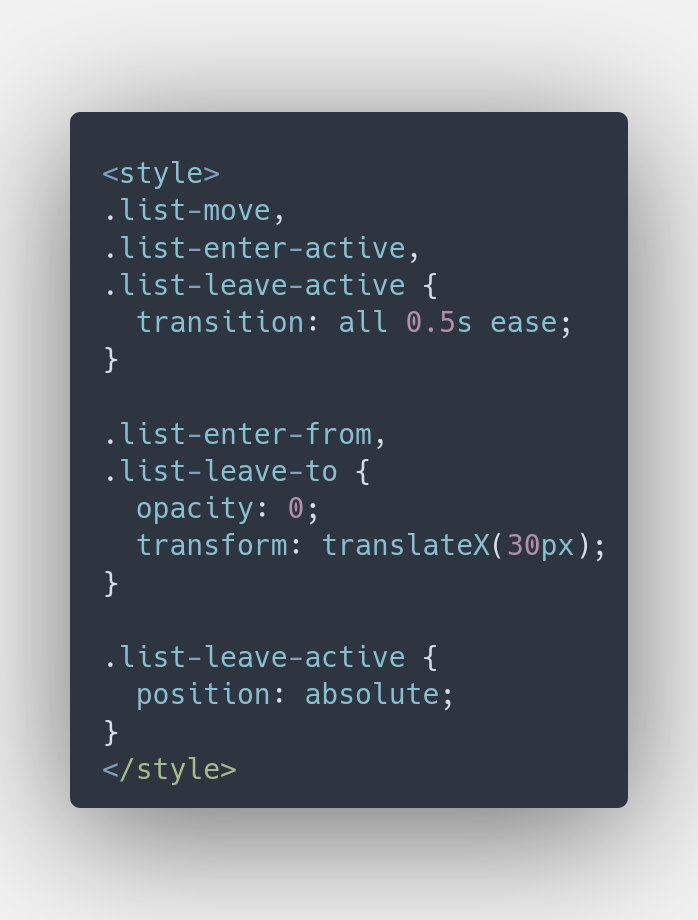 <style>
.list-move,
.list-enter-active,
.list-leave-active {
  transition: all 0.5s ease;
}

.list-enter-from,
.list-leave-to {
  opacity: 0;
  transform: translateX(30px);
}

.list-leave-active {
  position: absolute;
}
</style>